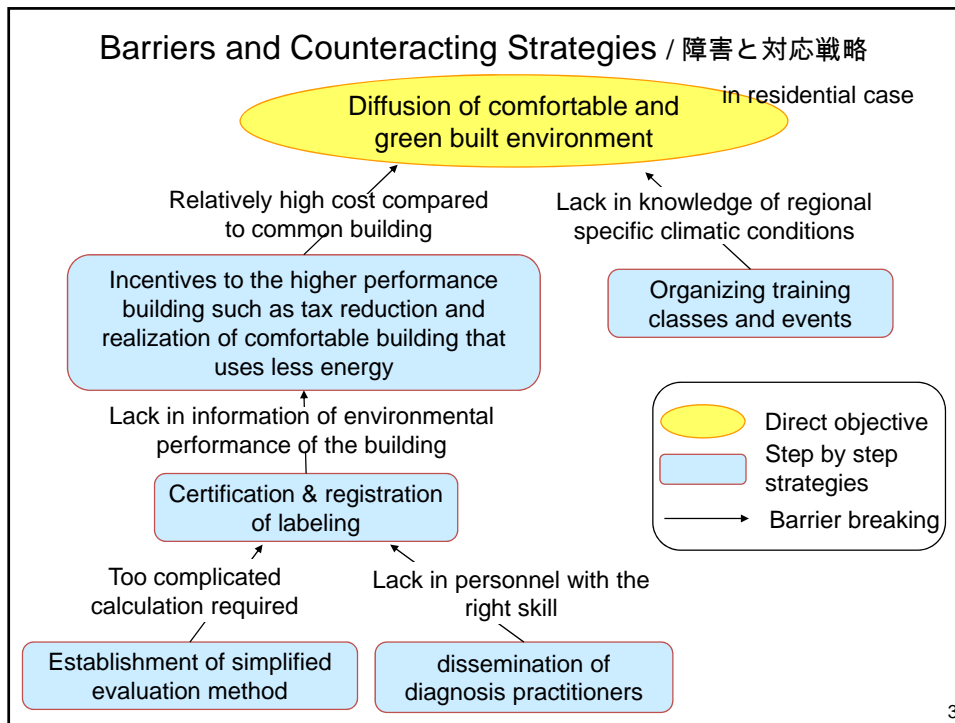 Barriers and Counteracting Strategies / 障害と対応戦略
in residential case
Diffusion of comfortable and
green built environment
Relatively high cost compared
to common building
Lack in knowledge of regional
specific climatic conditions
Incentives to the higher performance
building such as tax reduction and
realization of comfortable building that
uses less energy
Organizing training
classes and events
Lack in information of environmental
performance of the building
Certification & registration
of labeling
Direct objective
Step by step
strategies
Barrier breaking
Too complicated
calculation required
Lack in personnel with the
right skill
Establishment of simplified
evaluation method
dissemination of
diagnosis practitioners
3